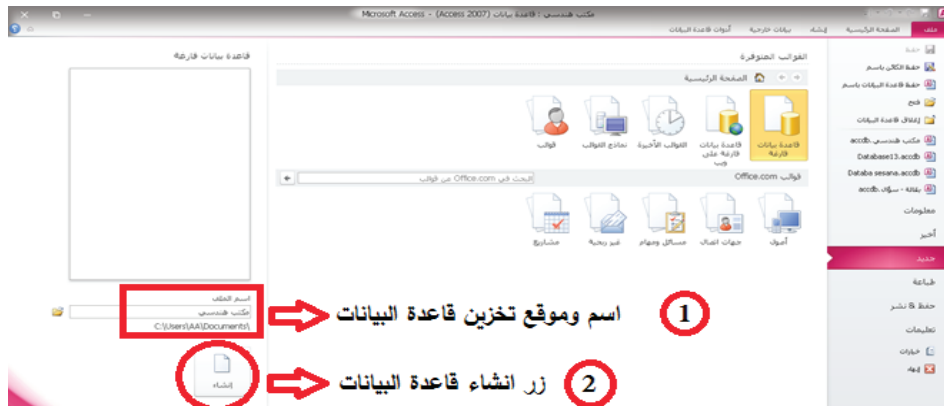 مكتب هندسي : قاعدة بيانات (Access 2007) - Microsoft Access
ملف
الصفحة الرئيسية
إنشاء
بيانات خارجية
أدوات قاعدة البيانات
حفظ
حفظ الكائن باسم
حفظ قاعدة البيانات باسم
فتح
إغلاق قاعدة البيانات
مكتب هندسي.accdb
Database13.accdb
Databa sesana.accdb
معلومات
أخير
جديد
طباعة
حفظ & نشر
تعليمات
خيارات
إنهاء
القوالب المتوفرة
الصفحة الرئيسية
قاعدة بيانات فارغة
قاعدة بيانات فارغة على ويب
القوالب الأخيرة
نماذج القوالب
قوالب
قوالب Office.com
البحث في Office.com عن قوالب
أصول
جهات اتصال
مسائل ومهام
غير ربحية
مشاريع
قاعدة بيانات فارغة
اسم الملف
مكتب هندسي
C:\Users\AA\Documents\
إنشاء
1 اسم وموقع تخزين قاعدة البيانات
2 زر انشاء قاعدة البيانات